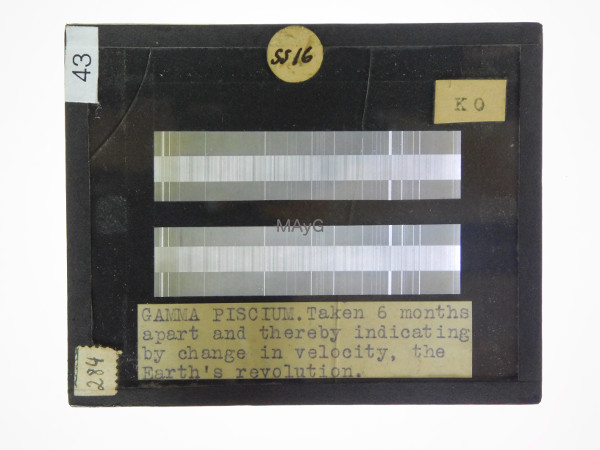 43
SS16
K O
MAyG
GAMMA PISCIUM. Taken 6 months
apart and thereby indicating
by change in velocity, the
Earth's revolution.
284